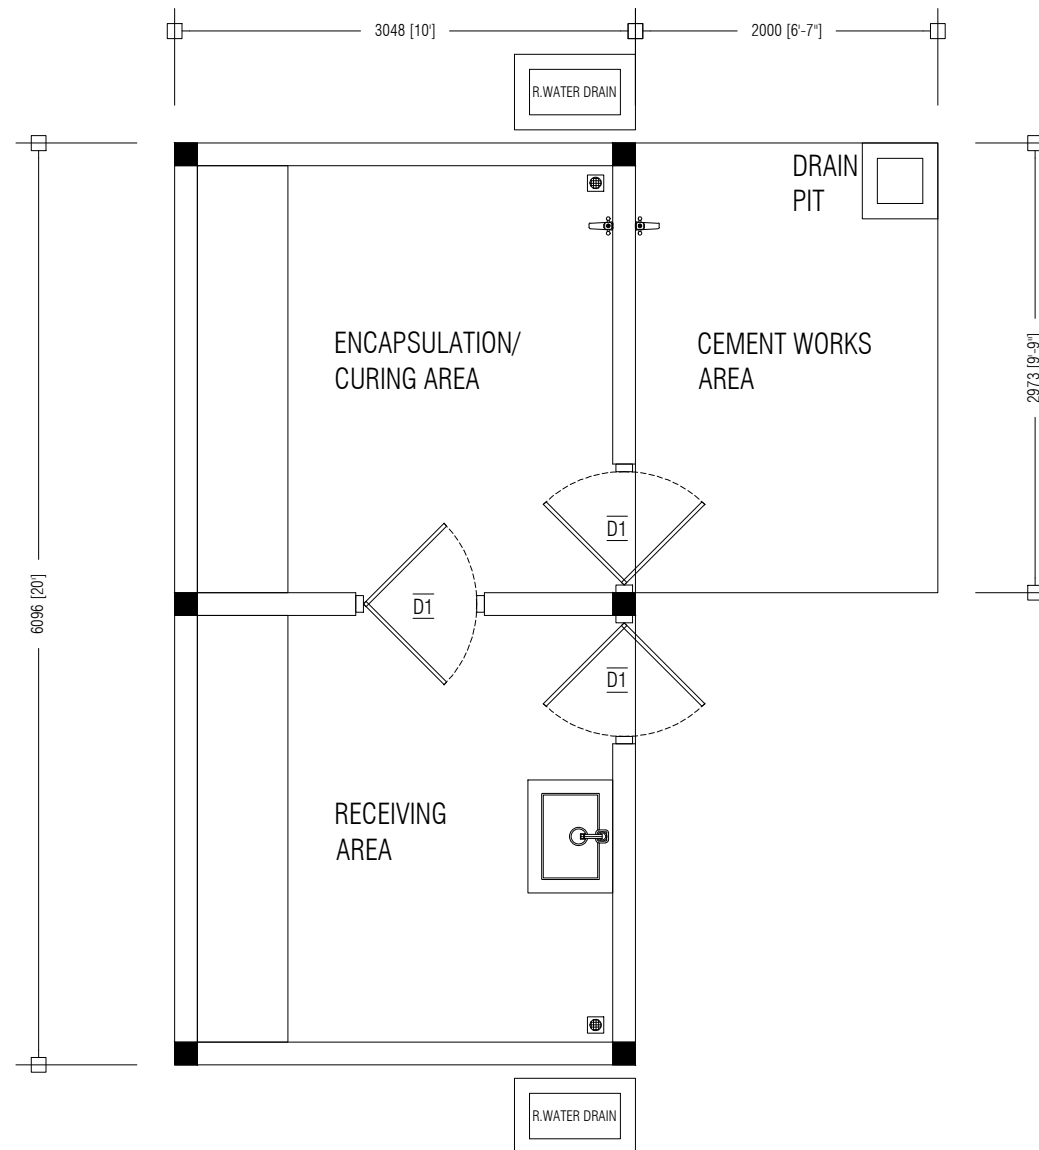 3048 [10']
2000 [6'-7"]
R.WATER DRAIN
DRAIN
PIT
ENCAPSULATION/
CURING AREA
CEMENT WORKS
AREA
2973 [9'-9"]
D1
6096 [20']
D1
D1
RECEIVING
AREA
R.WATER DRAIN